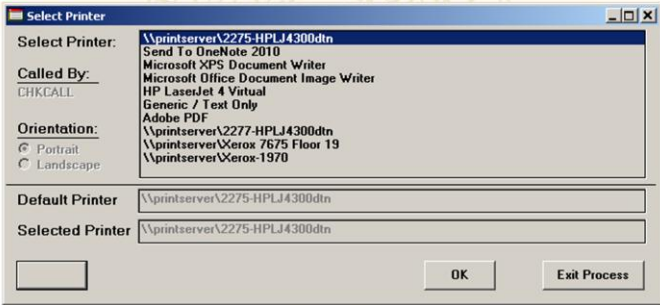 Select Printer
Select Printer:
\\printserver\2275-HPLJ4300dtn
Send To OneNote 2010
Microsoft XPS Document Writer
Microsoft Office Document Image Writer
HP LaserJet 4 Virtual
Generic / Text Only
Adobe PDF
\\printserver\2277-HPLJ4300dtn
\\printserver\Xerox 7675 Floor 19
\\printserver\Xerox-1970
Called By:
CHKCALL
Orientation:
Portrait
Landscape
Default Printer
\\printserver\2275-HPLJ4300dtn
Selected Printer
\\printserver\2275-HPLJ4300dtn
OK
Exit Process